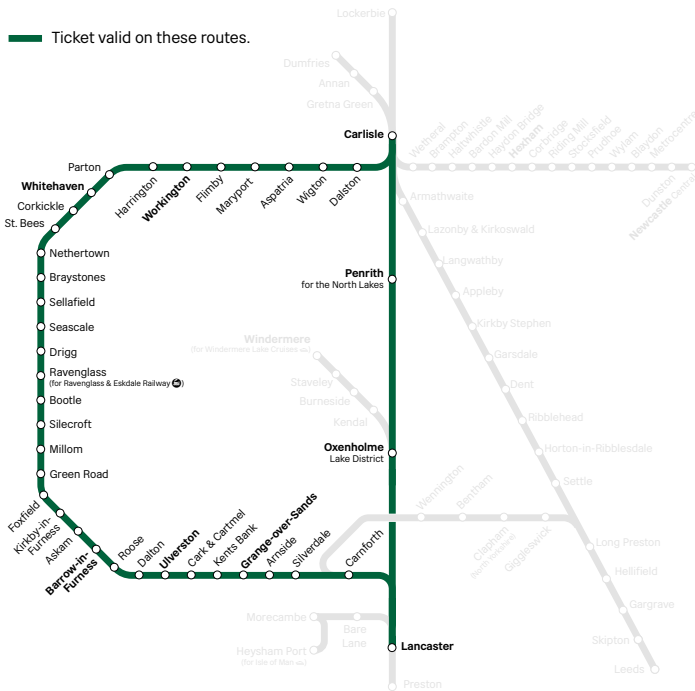 Lockerbie
Ticket valid on these routes.
Dumfries
Annan
Gretna Green
Carlisle
Wetheral
Brampton
Haltwhistle
Bardon Mill
Haydon Bridge
Hexham
Corbridge
Riding Mill
Stocksfield
Prudhoe
Wylam
Blaydon
Metrocentre
Dunston
Newcastle Central
Parton
Harrington
Workington
Flimby
Maryport
Aspatria
Wigton
Dalston
Whitehaven
Corkickle
St. Bees
Armathwaite
Lazonby & Kirkoswald
Langwathby
Appleby
Kirkby Stephen
Garsdale
Dent
Ribblehead
Horton-in-Ribblesdale
Settle
Nethertown
Braystones
Sellafield
Seascale
Drigg
Ravenglass
(for Ravenglass & Eskdale Railway)
Bootle
Silecroft
Millom
Green Road
Penrith
for the North Lakes
Windermere
(for Windermere Lake Cruises)
Staveley
Burneside
Kendal
Oxenholme
Lake District
Foxfield
Kirkby-in-
Furness
Askam
Barrow-in-
Furness
Roose
Dalton
Ulverston
Cark & Cartmel
Kents Bank
Grange-over-Sands
Arnside
Silverdale
Carnforth
Wennington
Bentham
Clapham
(North Yorkshire)
Giggleswick
Long Preston
Hellifield
Gargrave
Skipton
Leeds
Morecambe
Bare
Lane
Heysham Port
(for Isle of Man)
Lancaster
Preston